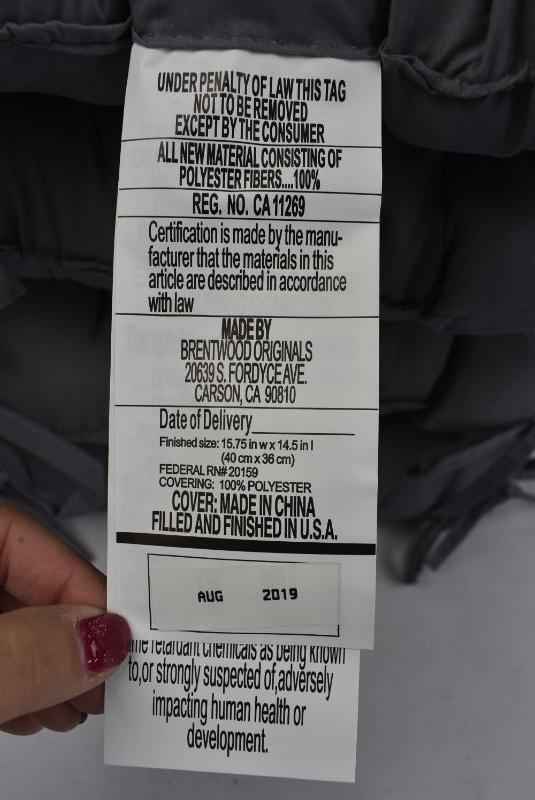 UNDER PENALTY OF LAW THIS TAG
NOT TO BE REMOVED
EXCEPT BY THE CONSUMER
ALL NEW MATERIAL CONSISTING OF
POLYESTER FIBERS....100%
REG. NO. CA 11269
Certification is made by the manu-
facturer that the materials in this
article are described in accordance
with law
MADE BY
BRENTWOOD ORIGINALS
20639 S. FORDYCE AVE.
CARSON, CA 90810
Date of Delivery
Finished size: 15.75 in w x 14.5 in l
(40 cm x 36 cm)
FEDERAL RN# 20159
COVERING: 100% POLYESTER
COVER: MADE IN CHINA
FILLED AND FINISHED IN U.S.A.
AUG 2019
retardant chemicals as being known
to,or strongly suspected of,adversely
impacting human health or
development.